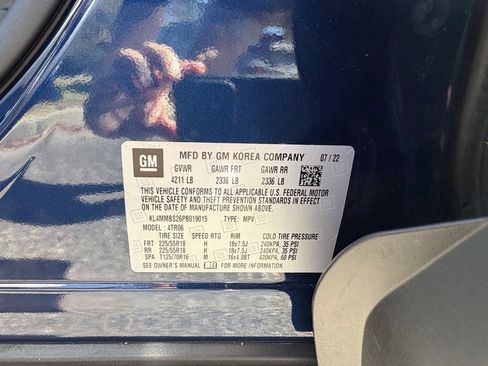 GM
MFD BY GM KOREA COMPANY 07 / 22
GVWR GAWR FRT GAWR RR
4211 LB 2336 LB 2336 LB
THIS VEHICLE CONFORMS TO ALL APPLICABLE U.S. FEDERAL MOTOR
VEHICLE SAFETY AND THEFT PREVENTION STANDARDS IN EFFECT ON THE
DATE OF MANUFACTURE SHOWN ABOVE.
KL4MMBS26PB019015 TYPE: MPV
MODEL : 4TR06
TIRE SIZE SPEED RTG RIM COLD TIRE PRESSURE
FRT 225/55R18 H 18x7.5J 240KPA, 35 PSI
RR 225/55R18 H 18x7.5J 240KPA, 35 PSI
SPA T125/70R16 M 16x4.0BT 420KPA, 60 PSI
SEE OWNER'S MANUAL FOR MORE INFORMATION.